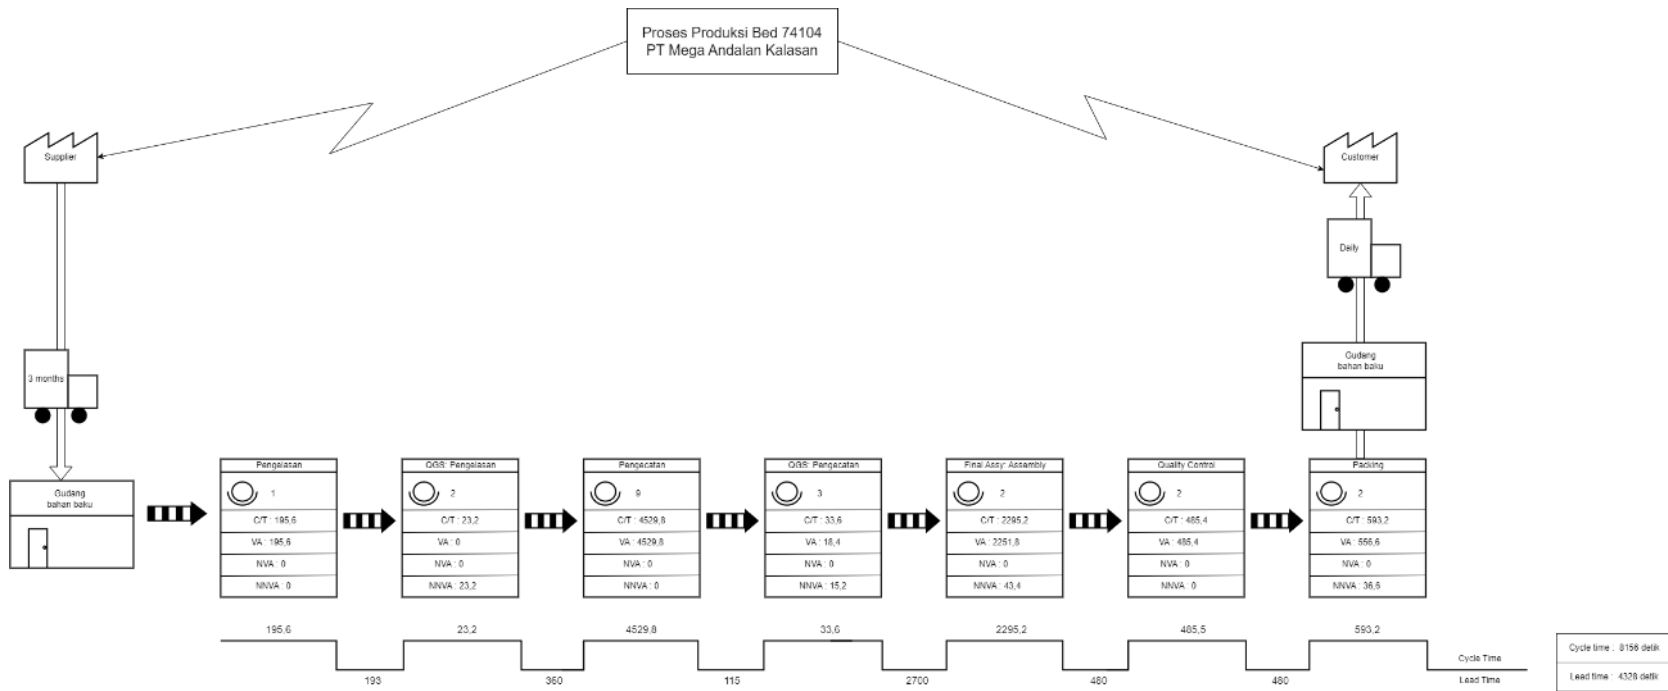 Proses Produksi Bed 74104
PT Mega Andalan Kalasan
Supplier
Customer
Daily
3 months
Gudang
bahan baku
Gudang
bahan baku
Pengelasan
1
C/T : 195,6
VA : 195,6
NVA : 0
NNVA : 0
QGS: Pengelasan
2
C/T : 23,2
VA : 0
NVA : 0
NNVA : 23,2
Pengecatan
9
C/T : 4529,8
VA : 4529,8
NVA : 0
NNVA : 0
QGS: Pengecatan
3
C/T : 33,6
VA : 18,4
NVA : 0
NNVA : 15,2
Final Assy: Assembly
2
C/T : 2295,2
VA : 2251,8
NVA : 0
NNVA : 43,4
Quality Control
2
C/T : 485,4
VA : 485,4
NVA : 0
NNVA : 0
Packing
2
C/T : 593,2
VA : 556,6
NVA : 0
NNVA : 36,6
195,6
23,2
4529,8
33,6
2295,2
485,5
593,2
Cycle Time
193
360
115
2700
480
480
Lead Time
Cycle time : 8156 detik
Lead time : 4328 detik